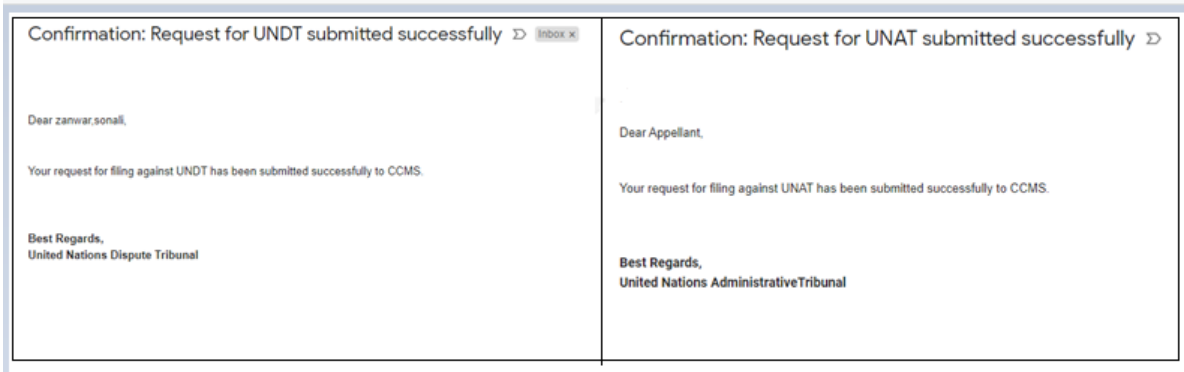 Confirmation: Request for UNDT submitted successfully Inbox x
Dear zanwar,sonali,
Your request for filing against UNDT has been submitted successfully to CCMS.
Best Regards,
United Nations Dispute Tribunal
Confirmation: Request for UNAT submitted successfully
Dear Appellant,
Your request for filing against UNAT has been submitted successfully to CCMS.
Best Regards,
United Nations AdministrativeTribunal